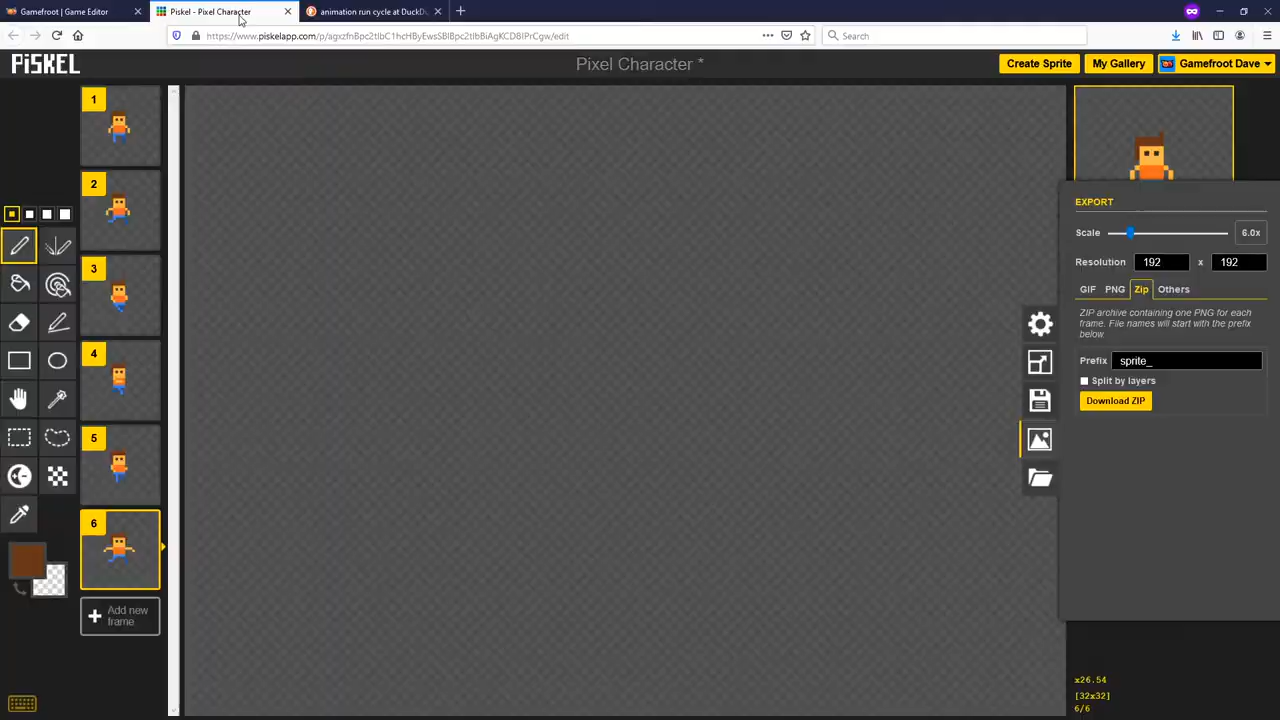 Gamefroot | Game Editor
Piskel - Pixel Character
animation run cycle at DuckDu
https://www.piskelapp.com/p/agxzfnBpc2tlbC1hcHByEwsSBlBpc2tlbBiAgKCD8IPrCgw/edit
Search
PiSKEL
Pixel Character *
Create Sprite
My Gallery
Gamefroot Dave
1
2
3
4
5
6
Add new
frame
EXPORT
Scale
6.0x
Resolution
192
x
192
GIF
PNG
Zip
Others
ZIP archive containing one PNG for each
frame. File names will start with the prefix
below.
Prefix
sprite_
Split by layers
Download ZIP
x26.54
[32x32]
6/6